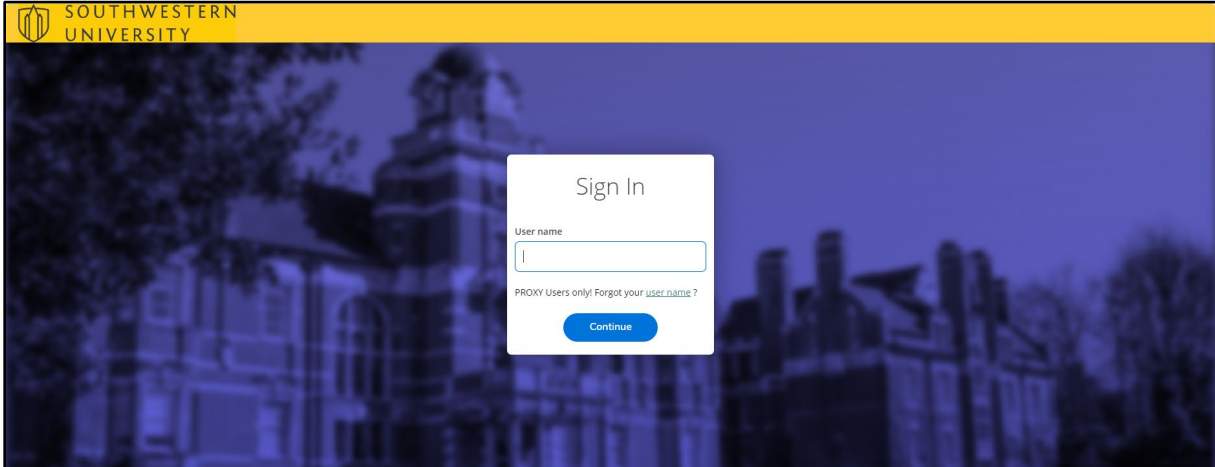 SOUTHWESTERN
UNIVERSITY
Sign In
User name
PROXY Users only! Forgot your user name ?
Continue